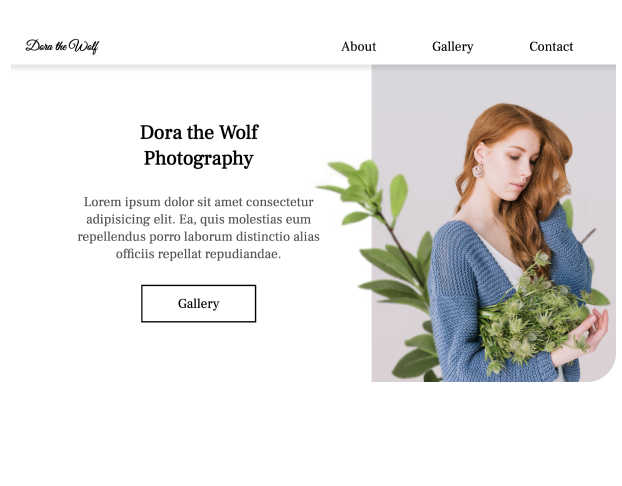 Dora the Wolf
About Gallery Contact
Dora the Wolf
Photography
Lorem ipsum dolor sit amet consectetur
adipisicing elit. Ea, quis molestias eum
repellendus porro laborum distinctio alias
officiis repellat repudiandae.
Gallery